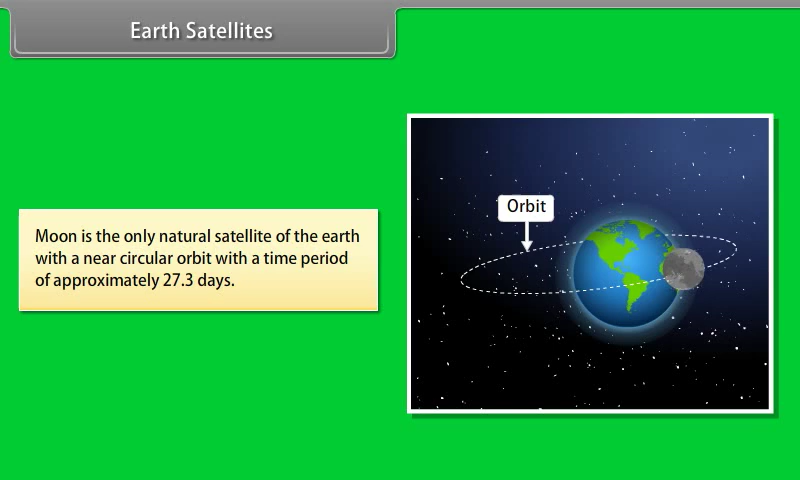 Earth Satellites
Orbit
Moon is the only natural satellite of the earth
with a near circular orbit with a time period
of approximately 27.3 days.